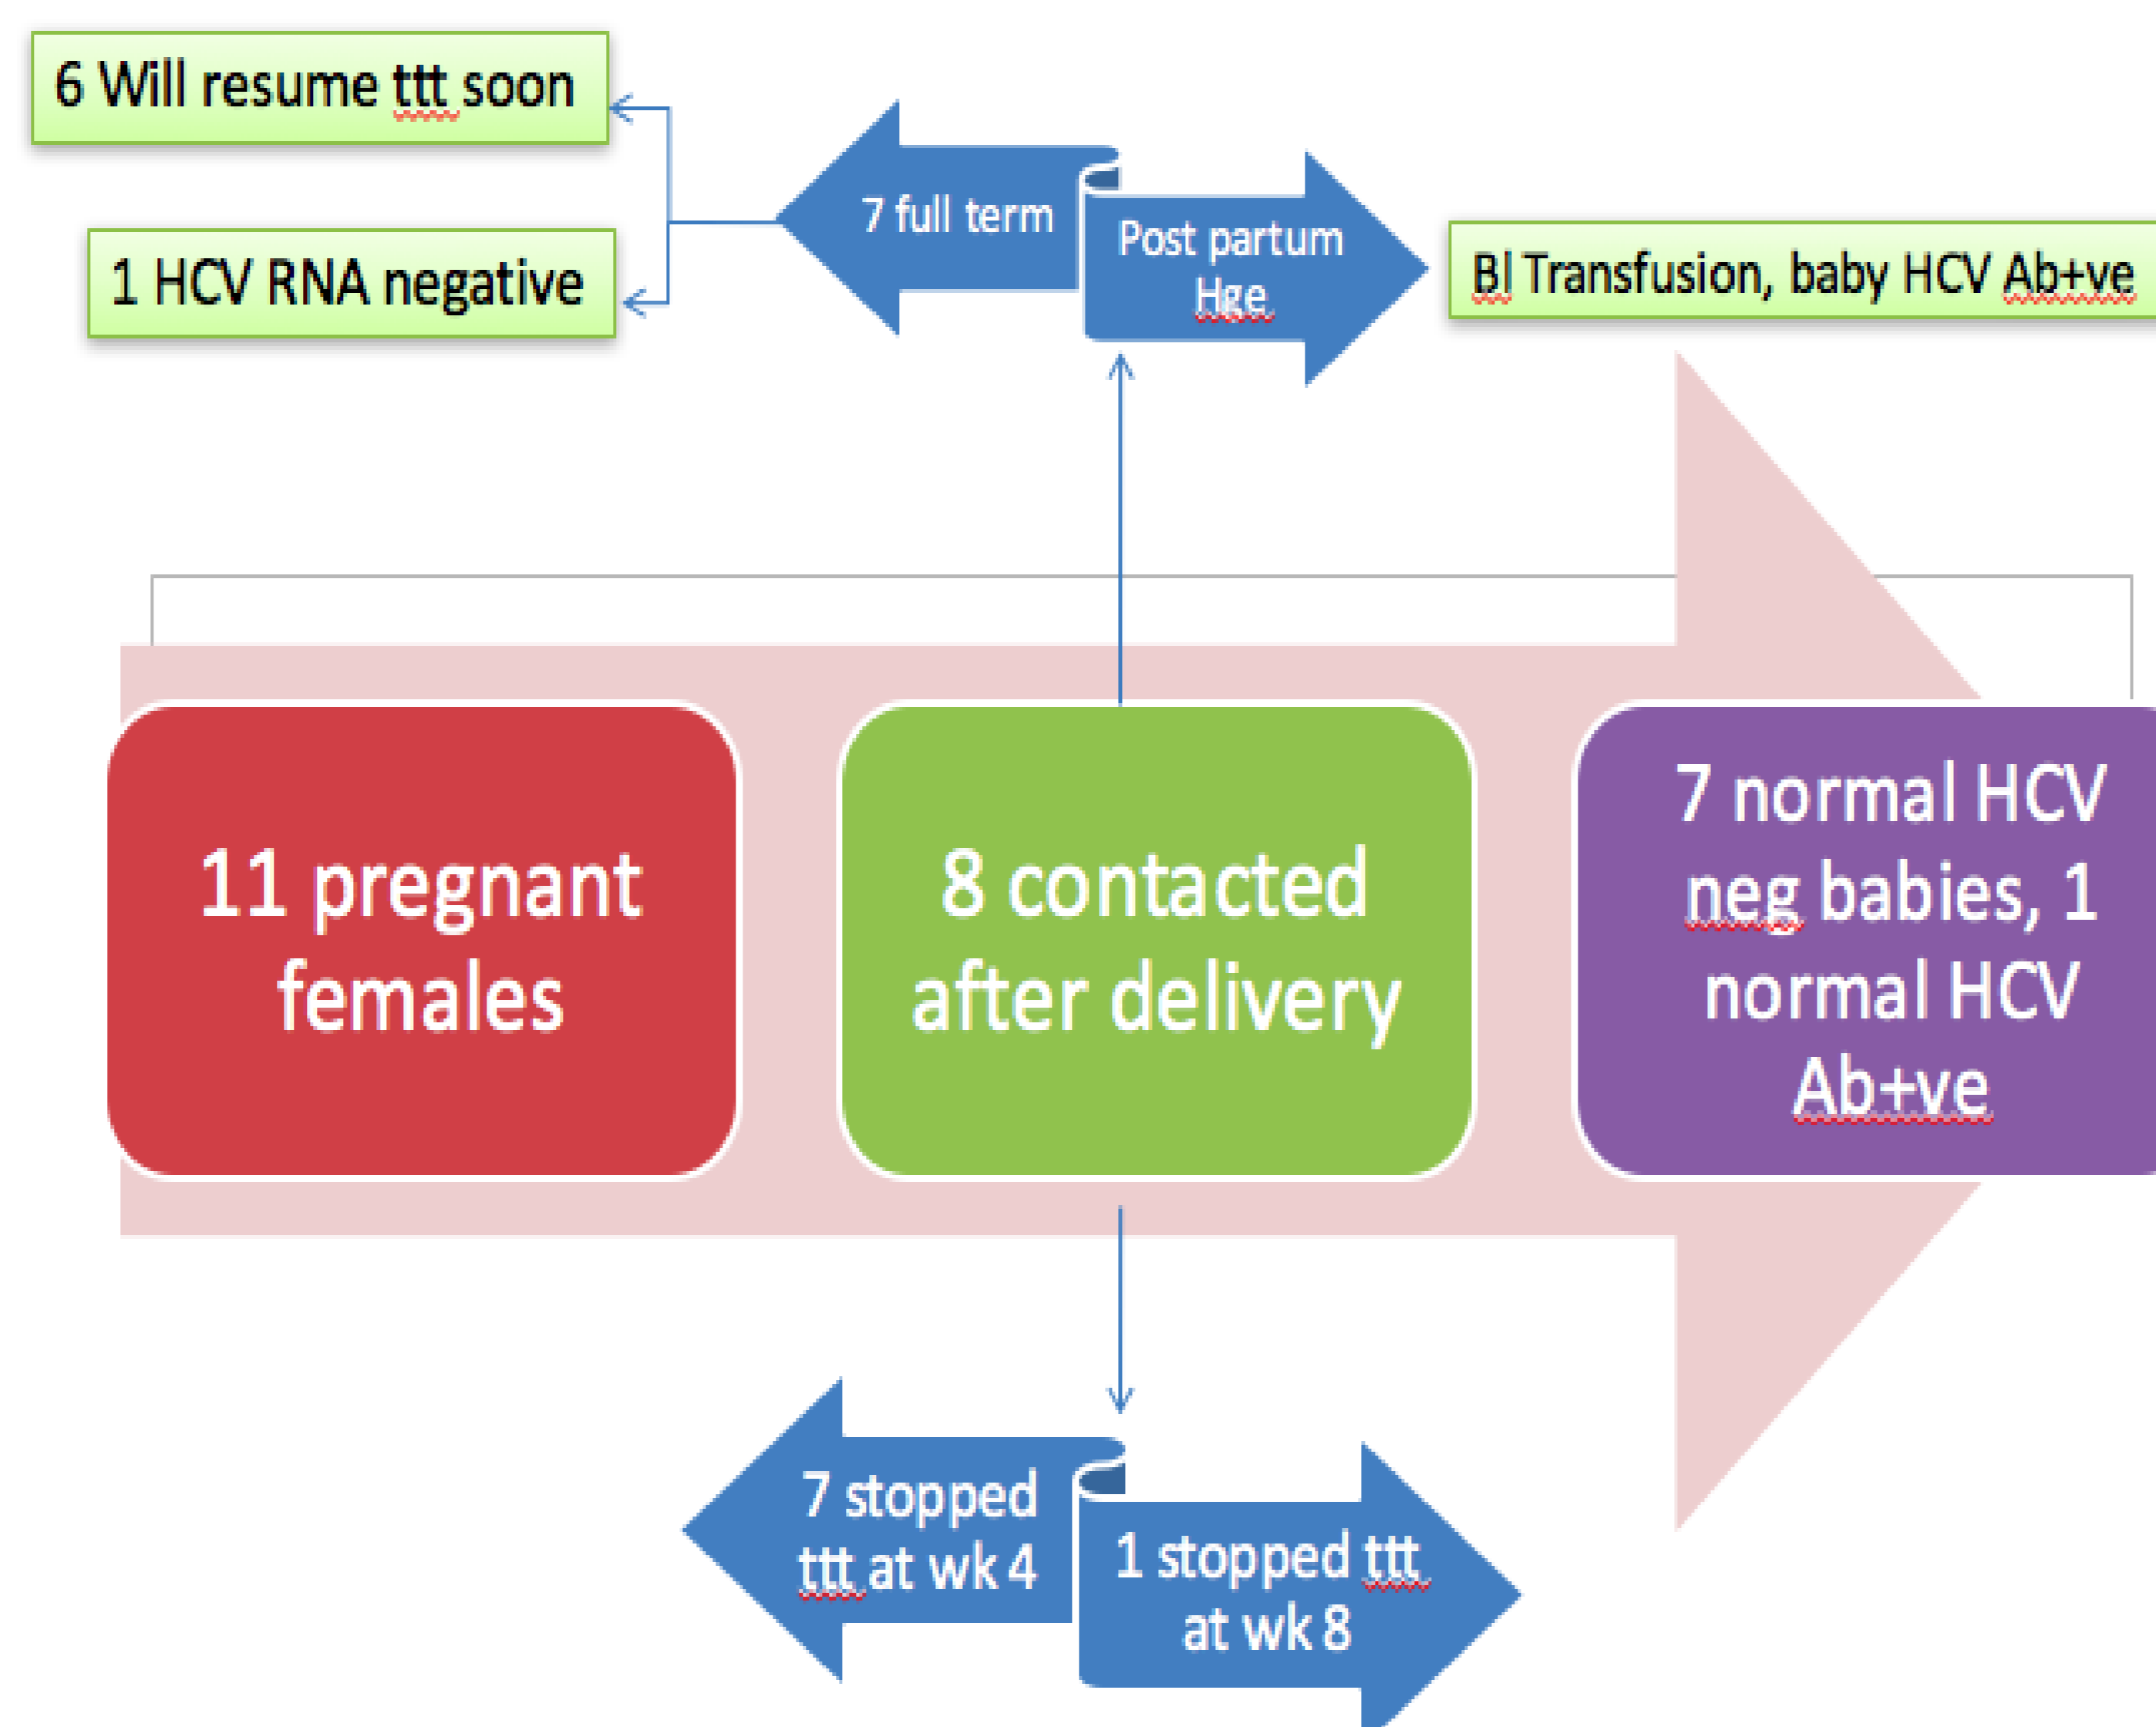 6 Will resume ttt soon
1 HCV RNA negative
7 full term
Post partum
Hge
Bl Transfusion, baby HCV Ab+ve
11 pregnant
females
8 contacted
after delivery
7 normal HCV
neg babies, 1
normal HCV
Ab+ve
7 stopped
ttt at wk 4
1 stopped ttt
at wk 8